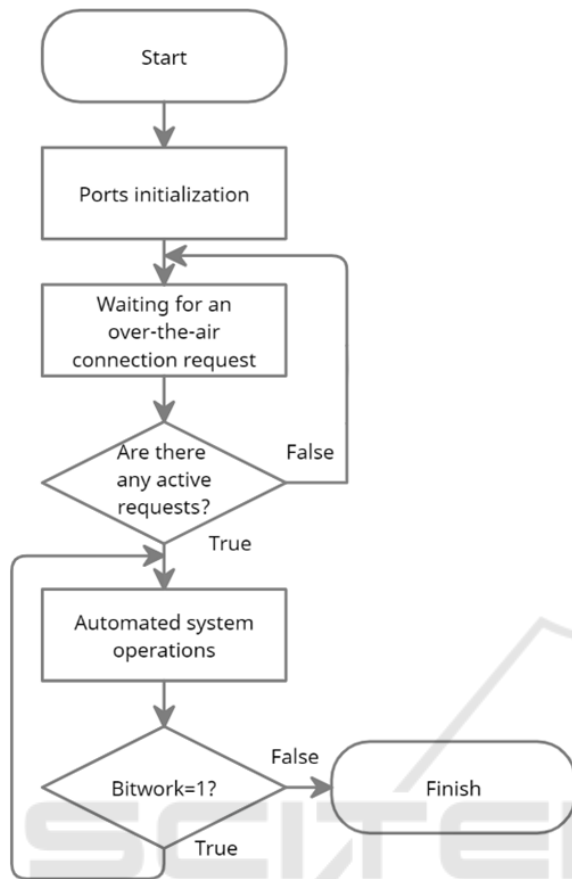 Start
Ports initialization
Waiting for an
over-the-air
connection request
Are there
any active
requests?
False
True
Automated system
operations
Bitwork=1?
False
Finish
True
SCITE